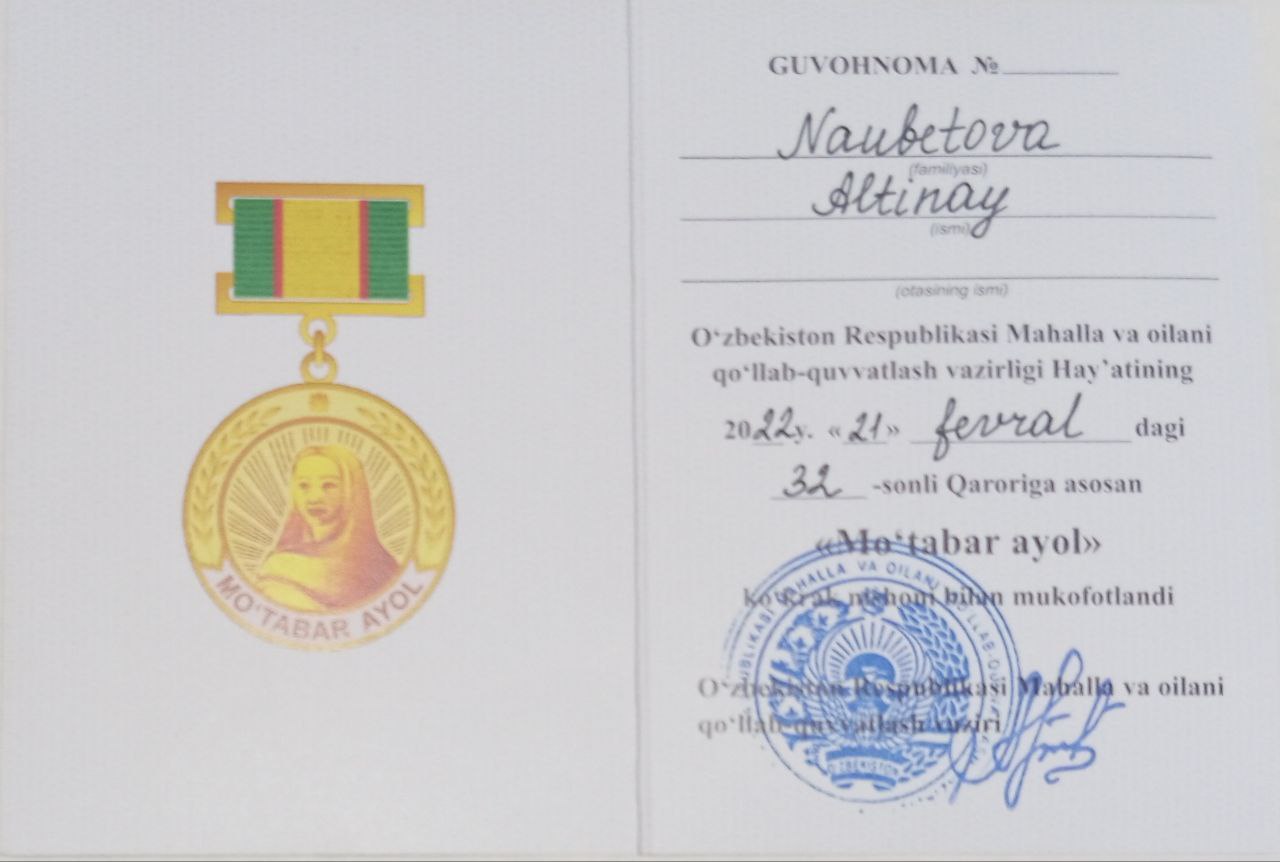 MO‘TABAR AYOL
GUVOHNOMA №
Naubetova
(familiyasi)
Altinay
(ismi)
(otasining ismi)
O‘zbekiston Respublikasi Mahalla va oilani
qo‘llab-quvvatlash vazirligi Hay’atining
2022y. «21» fevral dagi
32 -sonli Qaroriga asosan
«Mo‘tabar ayol»
Ko‘krak nishoni bilan mukofotlandi
O‘zbekiston Respublikasi Mahalla va oilani
qo‘llab-quvvatlash vaziri
MAHALLA VA OILANI QO‘LLAB-QUV
O‘ZBEKISTON